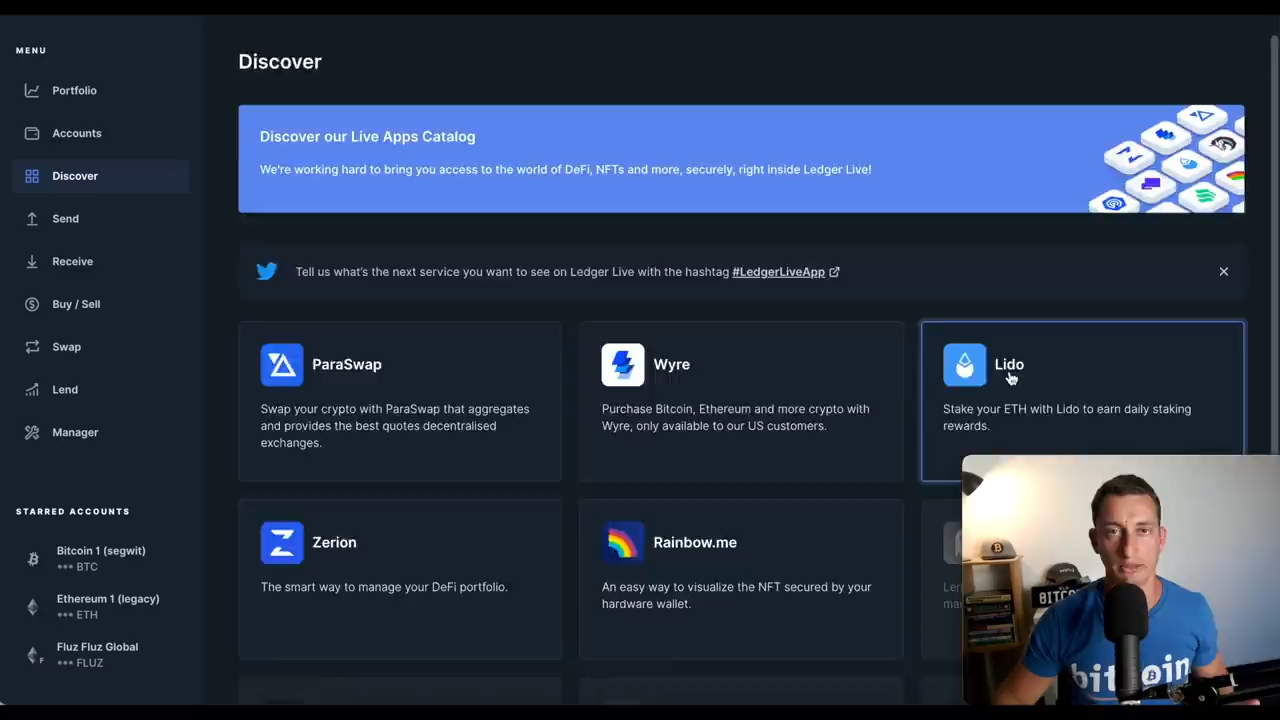 MENU
Portfolio
Accounts
Discover
Send
Receive
Buy / Sell
Swap
Lend
Manager
STARRED ACCOUNTS
Bitcoin 1 (segwit)
*** BTC
Ethereum 1 (legacy)
*** ETH
Fluz Fluz Global
*** FLUZ
Discover
Discover our Live Apps Catalog
We're working hard to bring you access to the world of DeFi, NFTs and more, securely, right inside Ledger Live!
Tell us what's the next service you want to see on Ledger Live with the hashtag #LedgerLiveApp
ParaSwap
Swap your crypto with ParaSwap that aggregates
and provides the best quotes decentralised
exchanges.
Wyre
Purchase Bitcoin, Ethereum and more crypto with
Wyre, only available to our US customers.
Lido
Stake your ETH with Lido to earn daily staking
rewards.
Zerion
The smart way to manage your DeFi portfolio.
Rainbow.me
An easy way to visualize the NFT secured by your
hardware wallet.
bitcoin